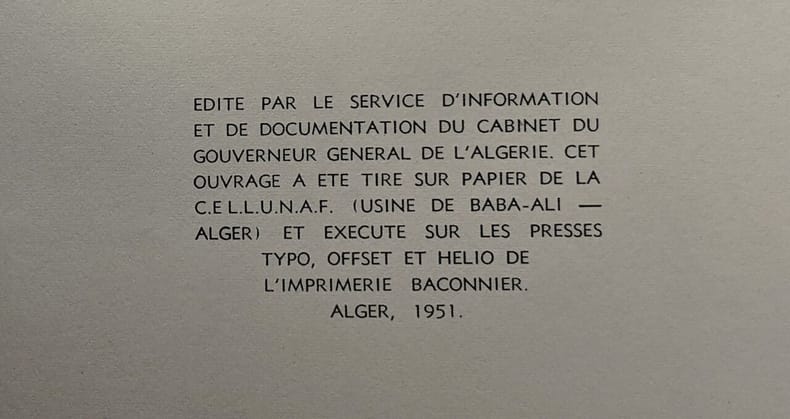 EDITE PAR LE SERVICE D'INFORMATION
ET DE DOCUMENTATION DU CABINET DU
GOUVERNEUR GENERAL DE L'ALGERIE. CET
OUVRAGE A ETE TIRE SUR PAPIER DE LA
C.E L.L.U.N.A.F. (USINE DE BABA-ALI —
ALGER) ET EXECUTE SUR LES PRESSES
TYPO, OFFSET ET HELIO DE
L'IMPRIMERIE BACONNIER.
ALGER, 1951.